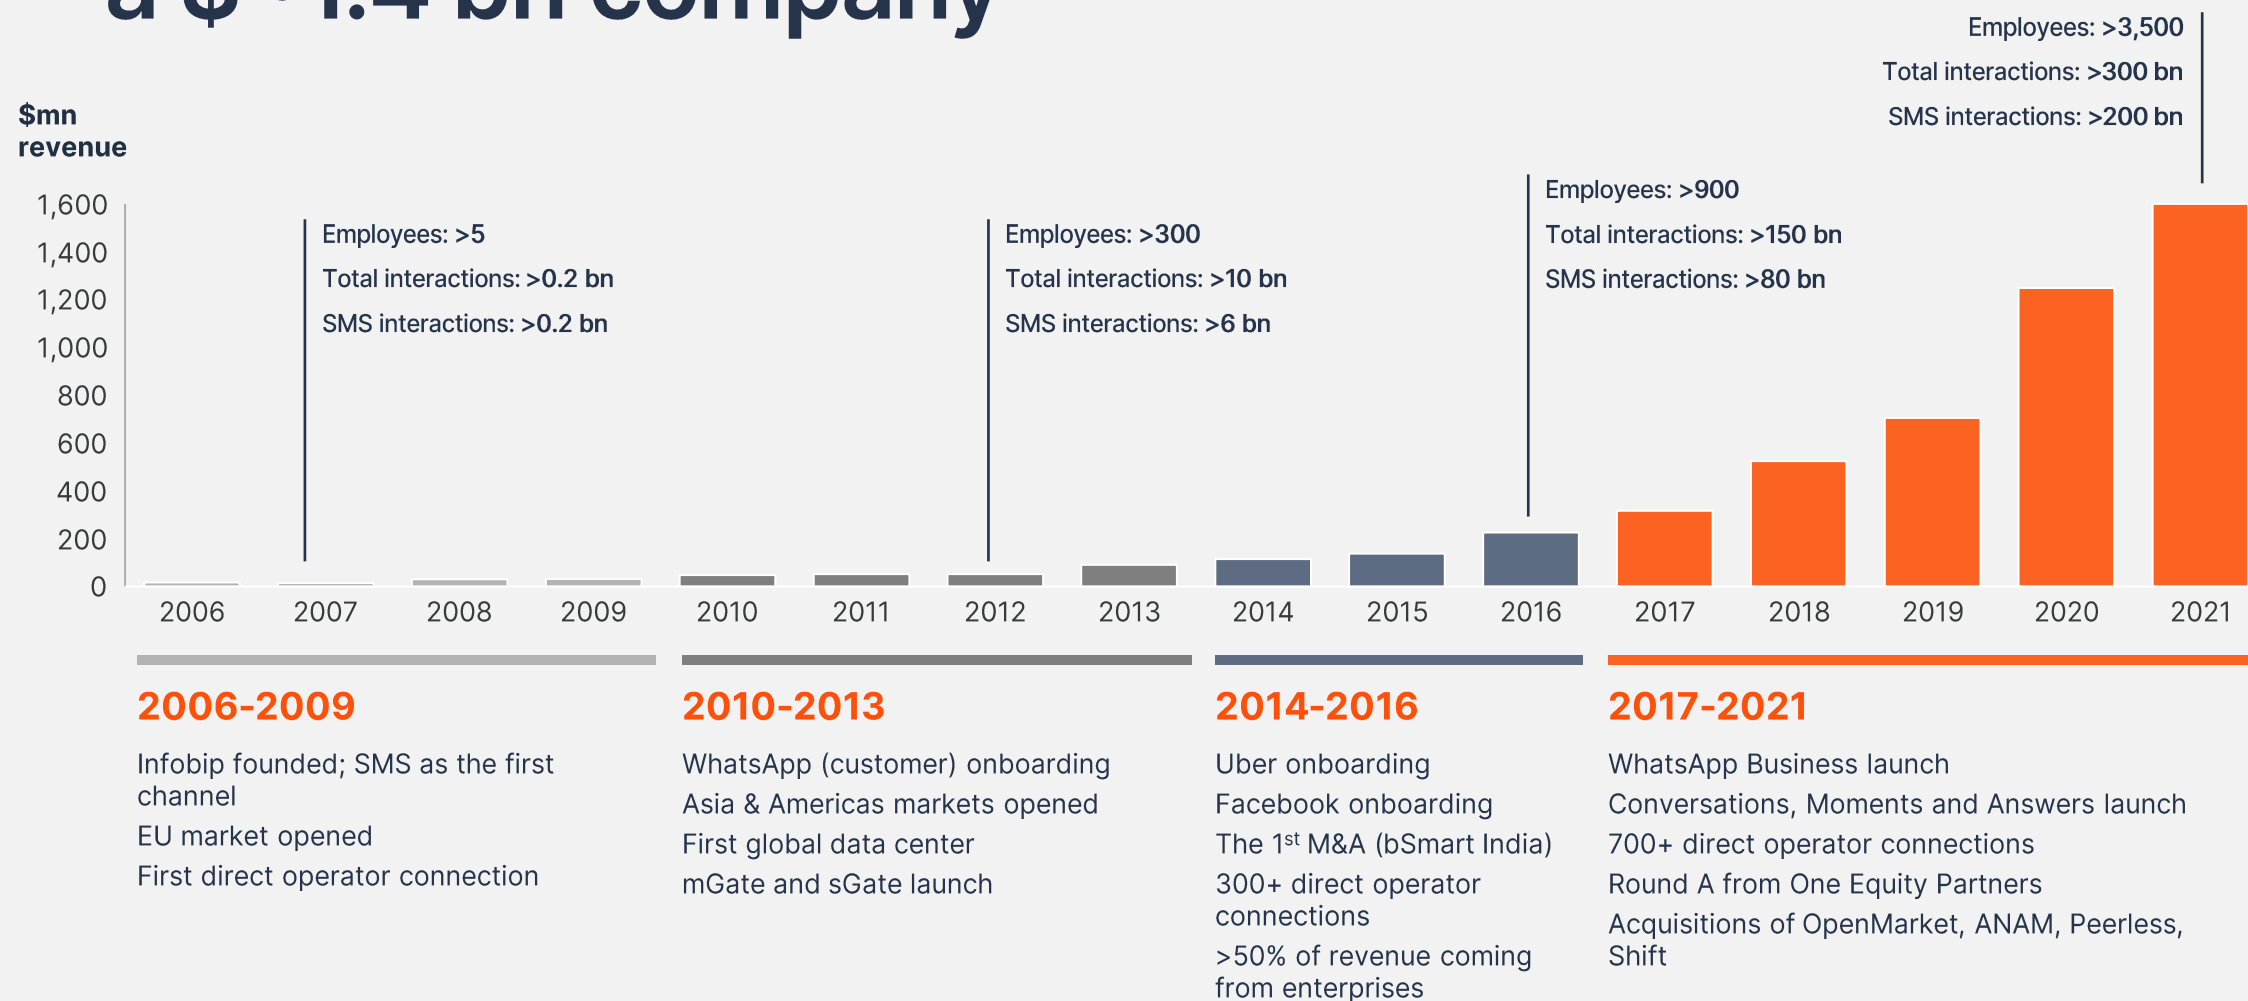 a $ 1.4 bn company
$mn
revenue
1,600
1,400
1,200
1,000
800
600
400
200
0
Employees: >5
Total interactions: >0.2 bn
SMS interactions: >0.2 bn
Employees: >300
Total interactions: >10 bn
SMS interactions: >6 bn
Employees: >900
Total interactions: >150 bn
SMS interactions: >80 bn
Employees: >3,500
Total interactions: >300 bn
SMS interactions: >200 bn
2006 2007 2008 2009 2010 2011 2012 2013 2014 2015 2016 2017 2018 2019 2020 2021
2006-2009
Infobip founded; SMS as the first
channel
EU market opened
First direct operator connection
2010-2013
WhatsApp (customer) onboarding
Asia & Americas markets opened
First global data center
mGate and sGate launch
2014-2016
Uber onboarding
Facebook onboarding
The 1st M&A (bSmart India)
300+ direct operator
connections
>50% of revenue coming
from enterprises
2017-2021
WhatsApp Business launch
Conversations, Moments and Answers launch
700+ direct operator connections
Round A from One Equity Partners
Acquisitions of OpenMarket, ANAM, Peerless,
Shift